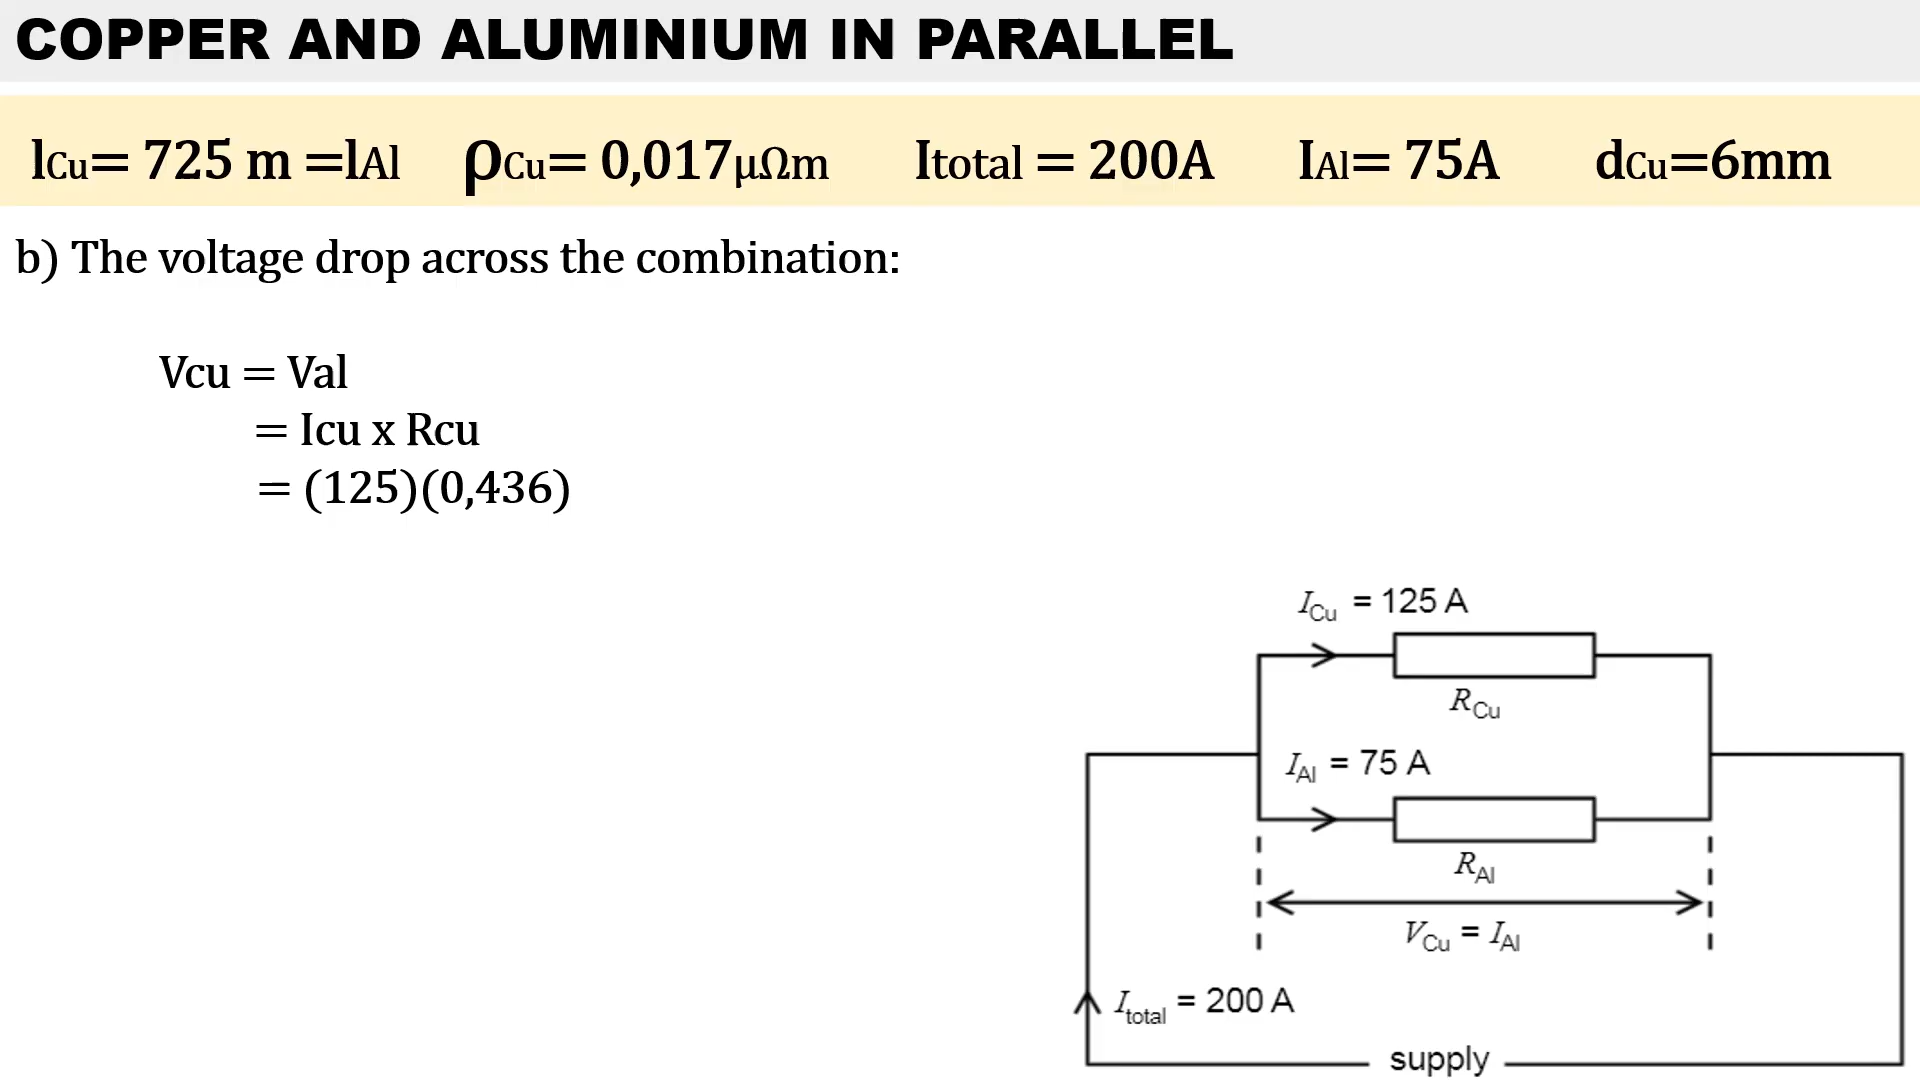 COPPER AND ALUMINIUM IN PARALLEL
lCu= 725 m =lAl ρCu= 0,017μΩm Itotal = 200A IAl= 75A dCu=6mm
b) The voltage drop across the combination:
Vcu = Val
= Icu x Rcu
= (125)(0,436)
ICu = 125 A
RCu
IAl = 75 A
RAl
VCu = IAl
Itotal = 200 A
supply